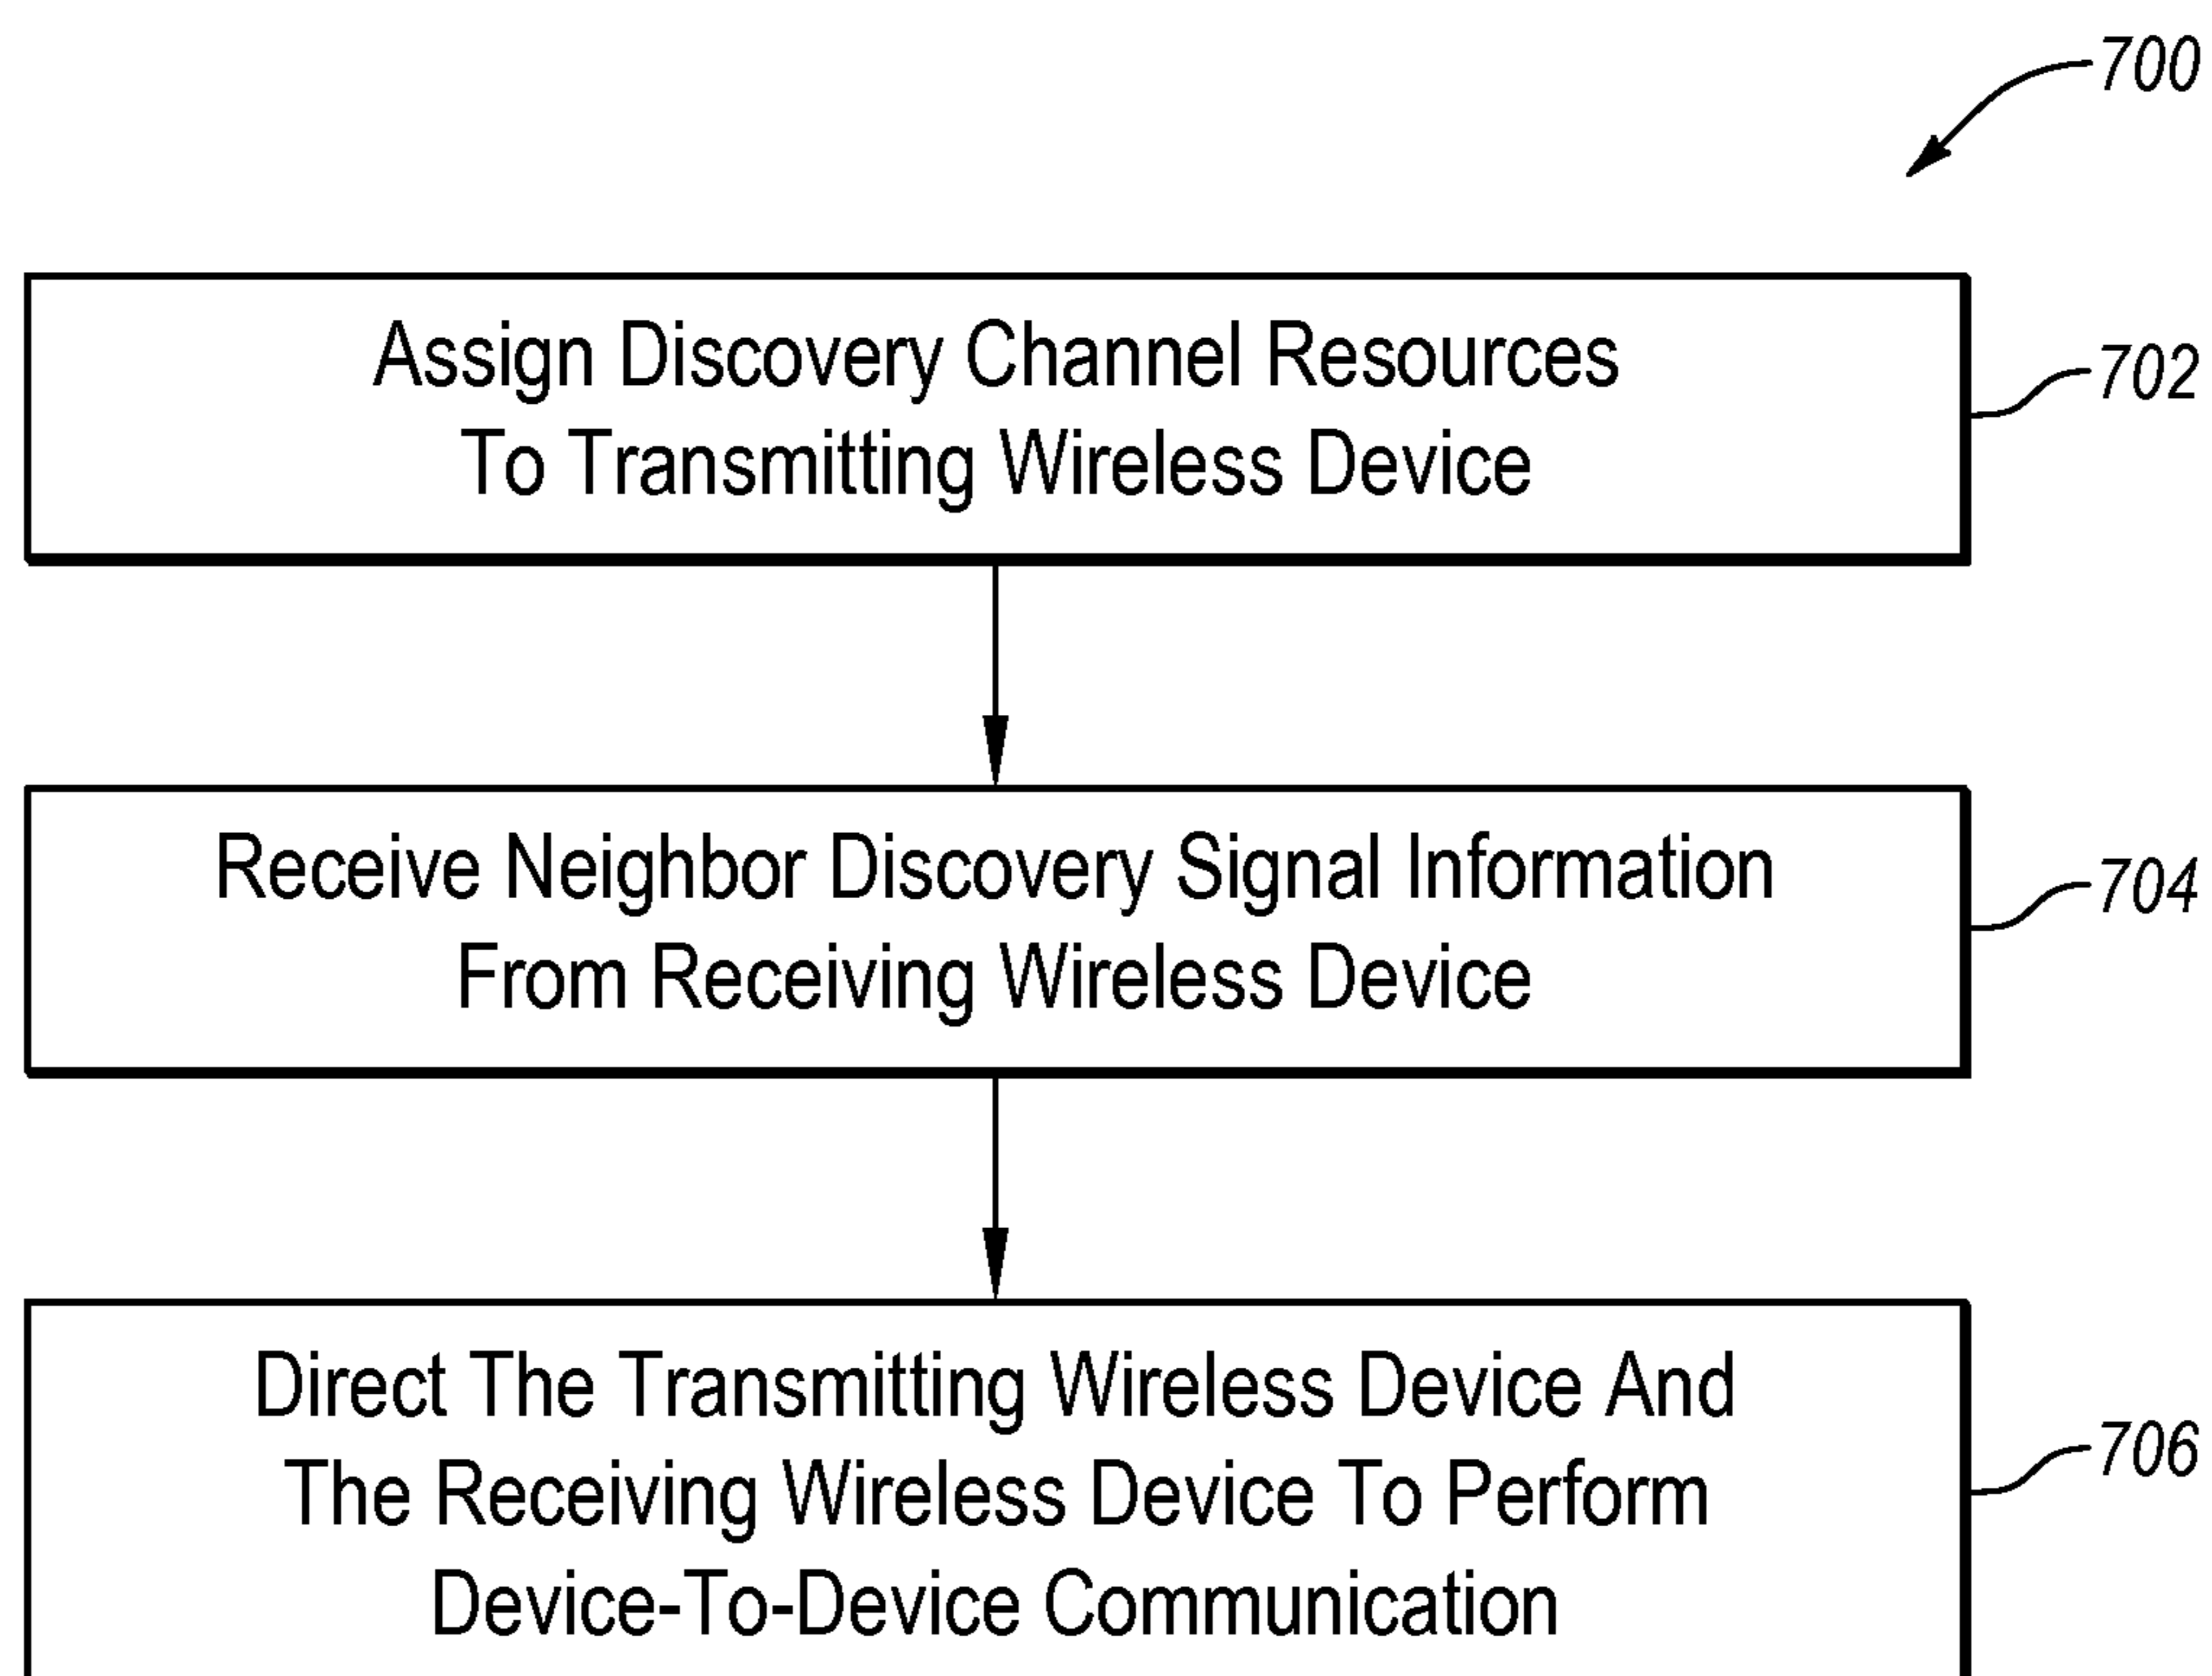 700
Assign Discovery Channel Resources
To Transmitting Wireless Device
702
Receive Neighbor Discovery Signal Information
From Receiving Wireless Device
704
Direct The Transmitting Wireless Device And
The Receiving Wireless Device To Perform
Device-To-Device Communication
706